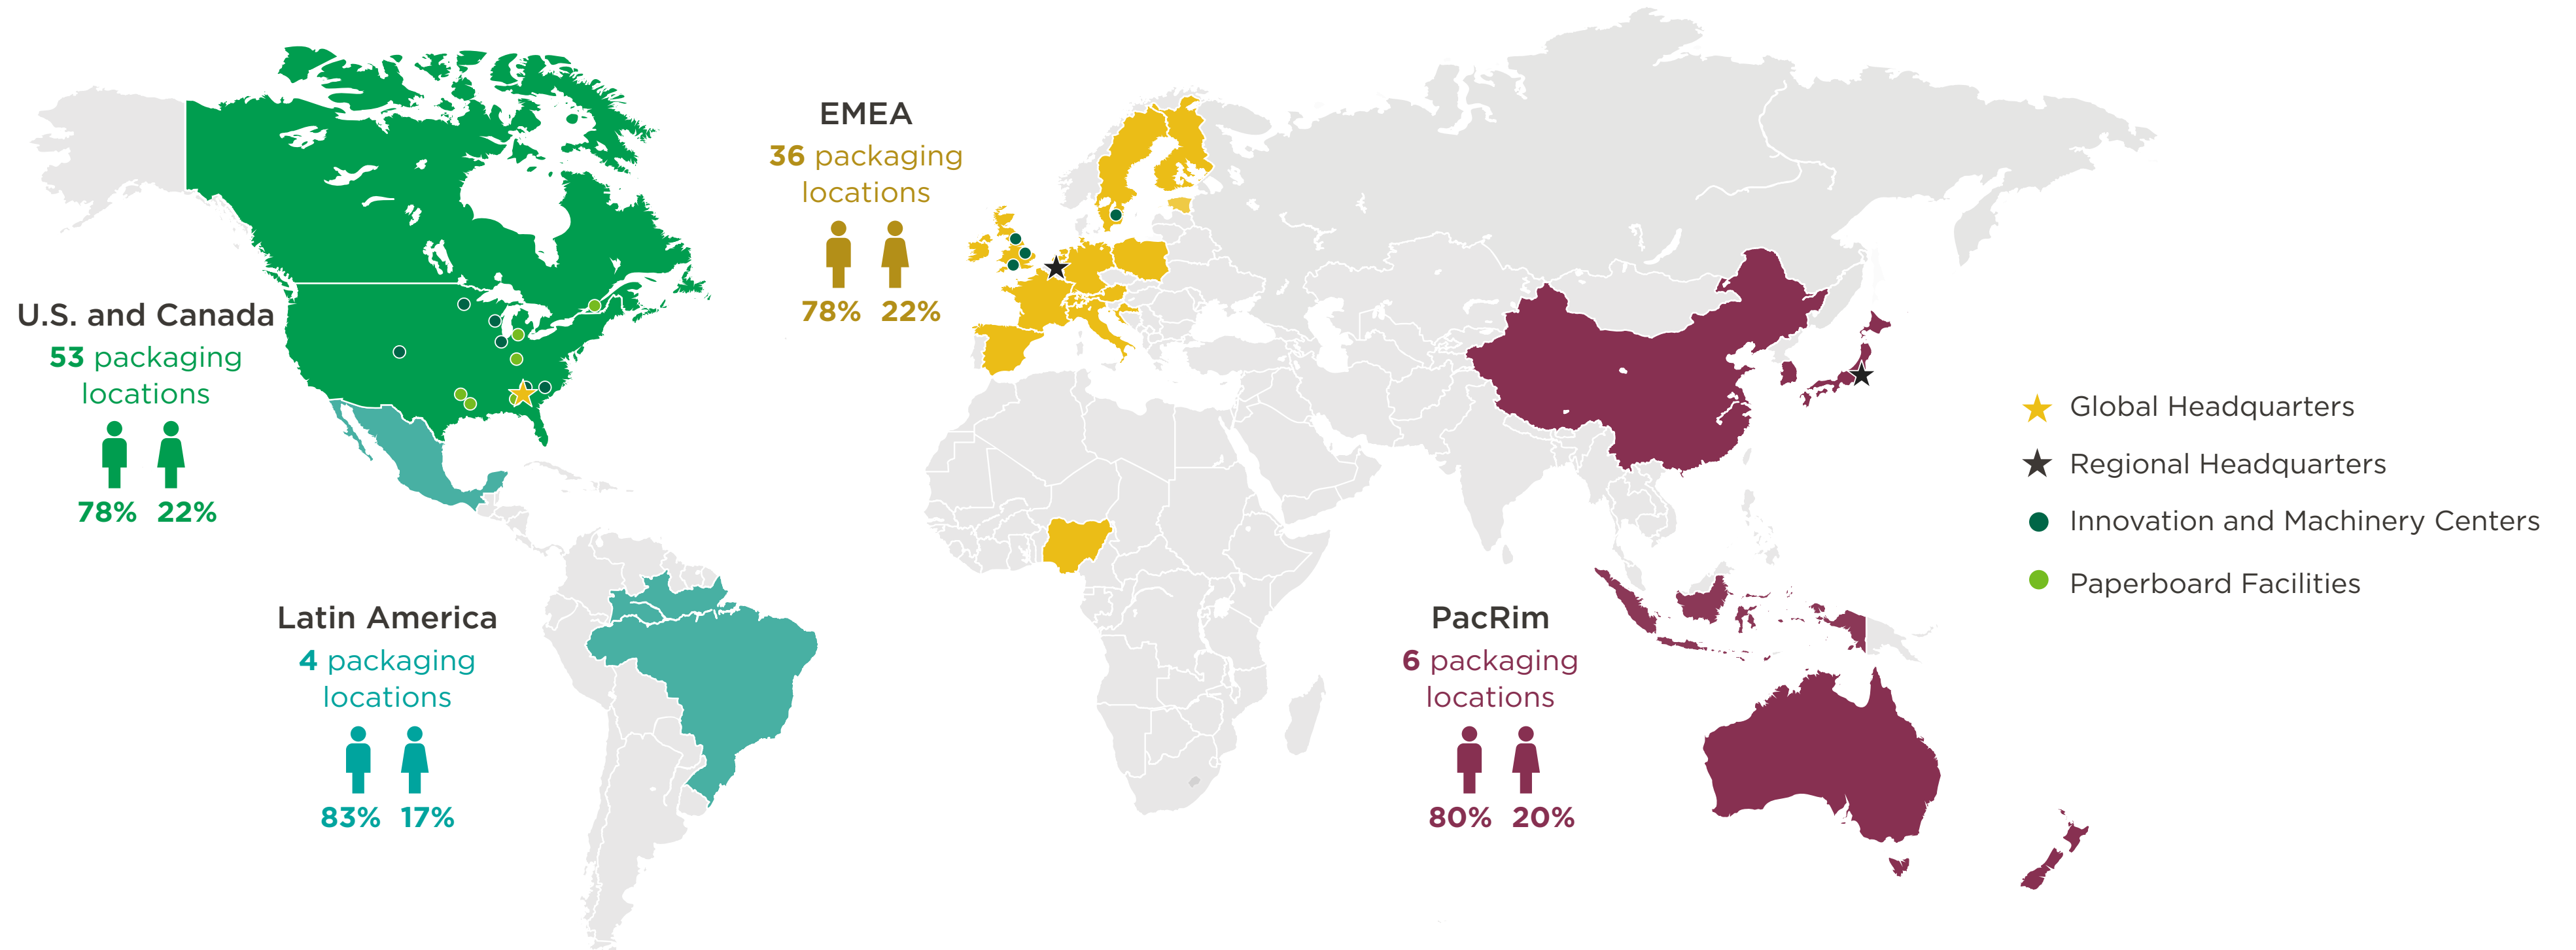 EMEA
36 packaging
locations
78% 22%
U.S. and Canada
53 packaging
locations
78% 22%
Latin America
4 packaging
locations
83% 17%
PacRim
6 packaging
locations
80% 20%
Global Headquarters
Regional Headquarters
Innovation and Machinery Centers
Paperboard Facilities